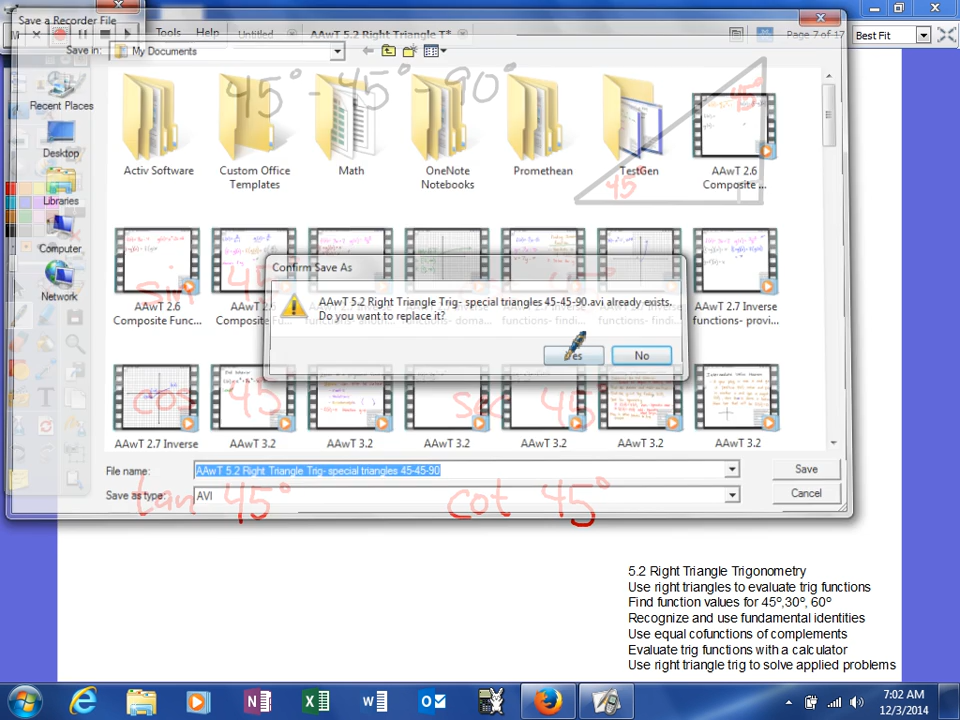 Save a Recorder File
Tools Help Untitled AAwT 5.2 Right Triangle T* Page 7 of 17 Best Fit
Save in: My Documents
45° - 45° - 90°
45°
45°
Recent Places
Desktop
Libraries
Computer
Network
Activ Software
Custom Office Templates
Math
OneNote Notebooks
Promethean
TestGen
AAwT 2.6 Composite ...
AAwT 2.6 Composite Func...
AAwT 2.6
AAwT 2.7 Inverse functions- provi...
Confirm Save As
AAwT 5.2 Right Triangle Trig- special triangles 45-45-90.avi already exists.
Do you want to replace it?
Yes No
sin 45°
cos 45°
sec 45°
AAwT 2.7 Inverse
AAwT 3.2
AAwT 3.2
AAwT 3.2
AAwT 3.2
AAwT 3.2
AAwT 3.2
File name: AAwT 5.2 Right Triangle Trig- special triangles 45-45-90
Save
Save as type: AVI
Cancel
tan 45° cot 45°
5.2 Right Triangle Trigonometry
Use right triangles to evaluate trig functions
Find function values for 45°,30°, 60°
Recognize and use fundamental identities
Use equal cofunctions of complements
Evaluate trig functions with a calculator
Use right triangle trig to solve applied problems
7:02 AM
12/3/2014